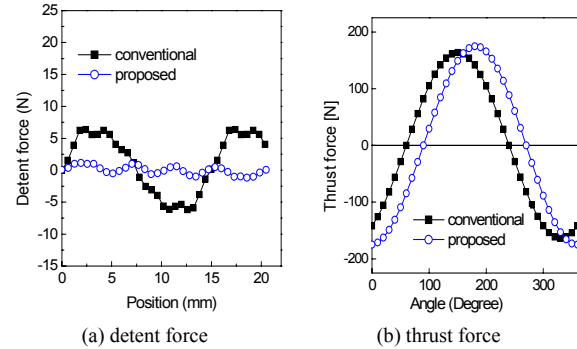 25
20
15
10
5
0
-5
-10
-15
Detent force (N)
conventional
proposed
0 5 10 15 20
Position (mm)
(a) detent force
200
100
0
-100
-200
Thrust force [N]
conventional
proposed
0 100 200 300
Angle (Degree)
(b) thrust force